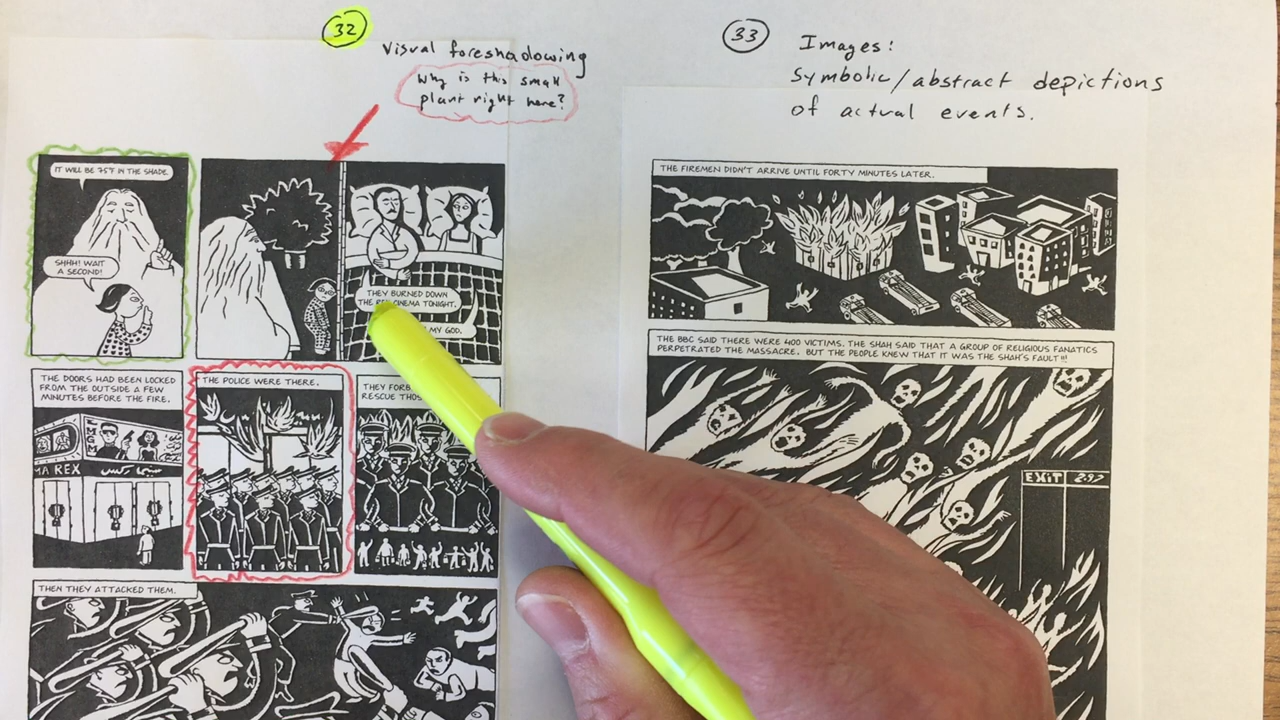 32
Visual foreshadowing
Why is this small
plant right here?
33
Images:
Symbolic/abstract depictions
of actual events.
IT WILL BE 75°F IN THE SHADE.
SHHH! WAIT
A SECOND!
THEY BURNED DOWN
THE REX CINEMA TONIGHT.
MY GOD.
THE DOORS HAD BEEN LOCKED
FROM THE OUTSIDE A FEW
MINUTES BEFORE THE FIRE.
MA REX
THE POLICE WERE THERE.
THEY
RESCUE
THEN THEY ATTACKED THEM.
THE FIREMEN DIDN'T ARRIVE UNTIL FORTY MINUTES LATER.
THE BBC SAID THERE WERE 400 VICTIMS. THE SHAH SAID THAT A GROUP OF RELIGIOUS FANATICS
PERPETRATED THE MASSACRE. BUT THE PEOPLE KNEW THAT IT WAS THE SHAH'S FAULT!!!
EXIT